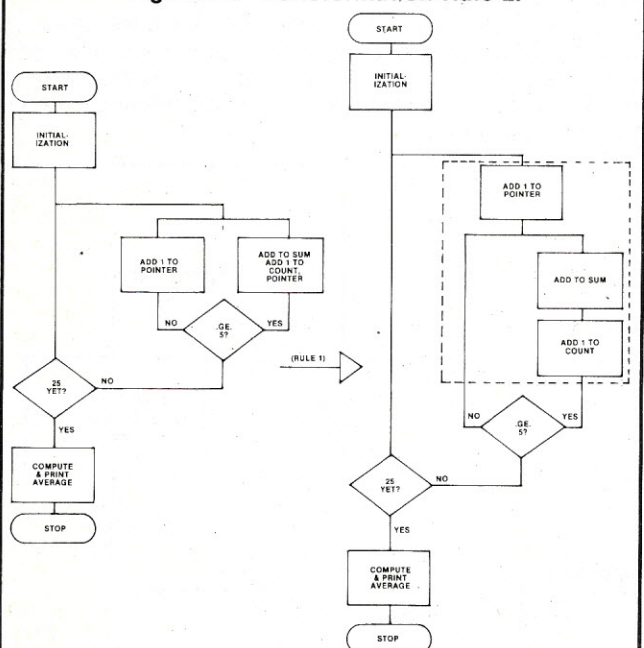 START
INITIAL-
IZATION
ADD 1 TO
POINTER
ADD TO SUM
ADD 1 TO
COUNT,
POINTER
NO
.GE.
5?
YES
25
YET?
NO
YES
COMPUTE
& PRINT
AVERAGE
STOP
(RULE 1)
START
INITIAL-
IZATION
ADD 1 TO
POINTER
ADD TO SUM
ADD 1 TO
COUNT
NO
.GE.
5?
YES
25
YET?
NO
YES
COMPUTE
& PRINT
AVERAGE
STOP